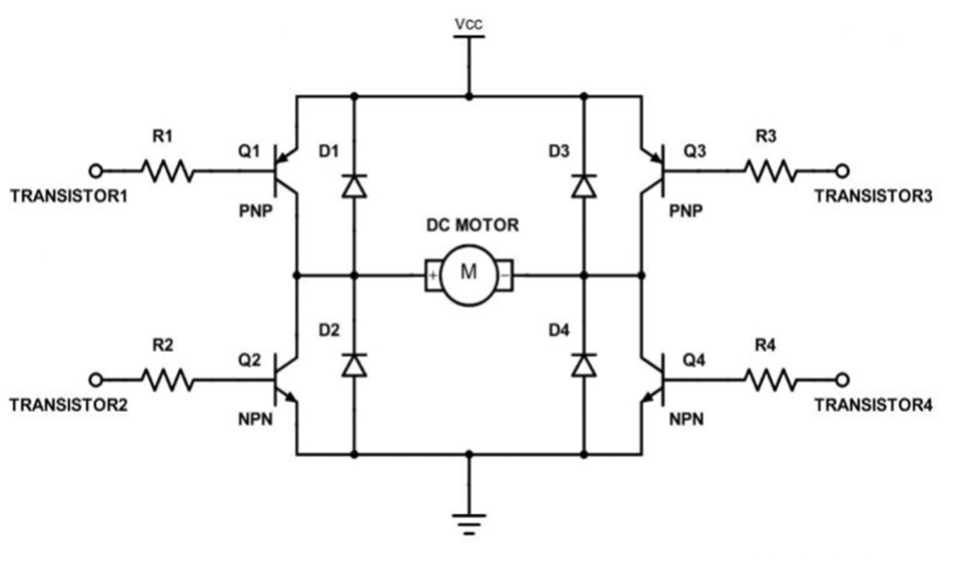 Vcc
R1
Q1
D1
D3
Q3
R3
TRANSISTOR1
PNP
PNP
TRANSISTOR3
DC MOTOR
+
M
-
R2
Q2
D2
D4
Q4
R4
TRANSISTOR2
NPN
NPN
TRANSISTOR4